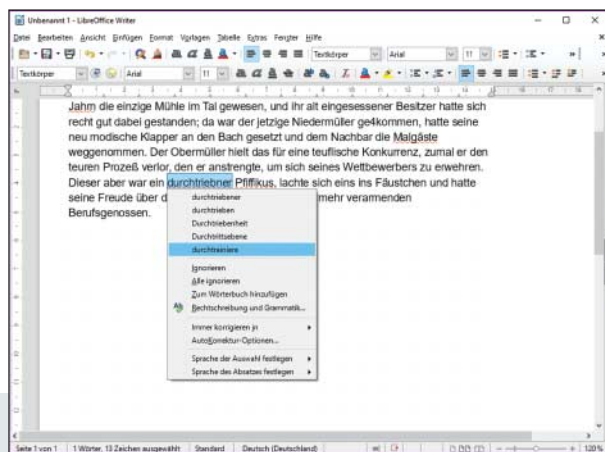 Unbenannt 1 - LibreOffice Writer
Datei Bearbeiten Ansicht Einfügen Format Vorlagen Tabelle Extras Fenster Hilfe
Textkörper Arial 11
Textkörper Arial 11
Jahm die einzige Mühle im Tal gewesen, und ihr alt eingesessener Besitzer hatte sich
recht gut dabei gestanden; da war der jetzige Niedermüller ge4kommen, hatte seine
neu modische Klapper an den Bach gesetzt und dem Nachbar die Malgäste
weggenommen. Der Obermüller hielt das für eine teuflische Konkurrenz, zumal er den
teuren Prozeß verlor, den er anstrengte, um sich seines Wettbewerbers zu erwehren.
Dieser aber war ein durchtriebner Pfiffikus, lachte sich eins ins Fäustchen und hatte
seine Freude über d mehr verarmenden
Berufsgenossen.
durchtriebener
durchtrieben
Durchtriebenheit
Durchtrittsebene
durchtrainiere
Ignorieren
Alle ignorieren
Zum Wörterbuch hinzufügen
Rechtschreibung und Grammatik...
Immer korrigieren in
AutoKorrektur-Optionen...
Sprache der Auswahl festlegen
Sprache des Absatzes festlegen
Seite 1 von 1 1 Wörter, 13 Zeichen ausgewählt Standard Deutsch (Deutschland) 120%